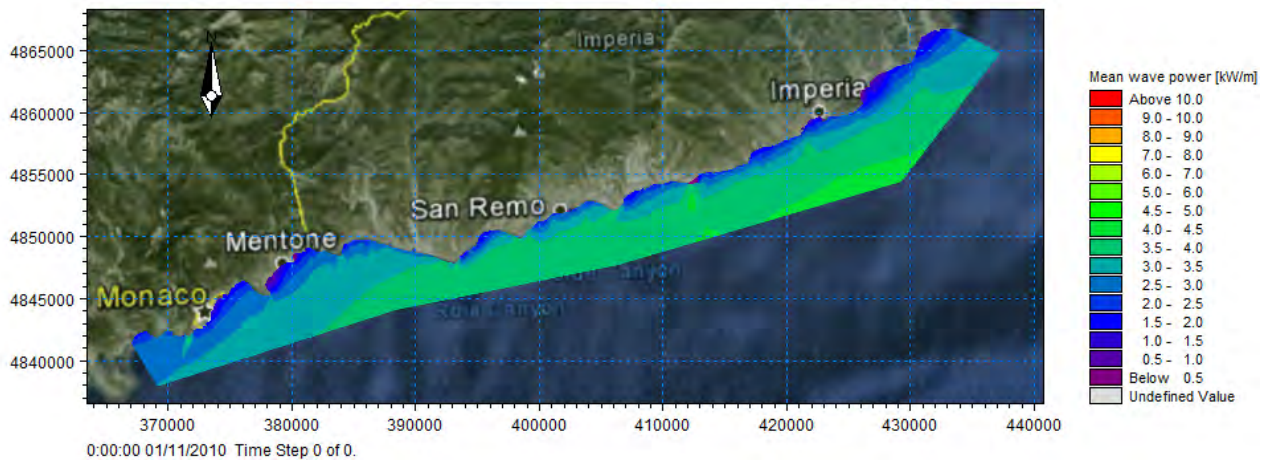 4865000
4860000
4855000
4850000
4845000
4840000
N
Imperia
Imperia
San Remo
Mentone
Monaco
Canyon
Roia Canyon
370000 380000 390000 400000 410000 420000 430000 440000
0:00:00 01/11/2010 Time Step 0 of 0.
Mean wave power [kW/m]
Above 10.0
9.0 - 10.0
8.0 - 9.0
7.0 - 8.0
6.0 - 7.0
5.0 - 6.0
4.5 - 5.0
4.0 - 4.5
3.5 - 4.0
3.0 - 3.5
2.5 - 3.0
2.0 - 2.5
1.5 - 2.0
1.0 - 1.5
0.5 - 1.0
Below 0.5
Undefined Value